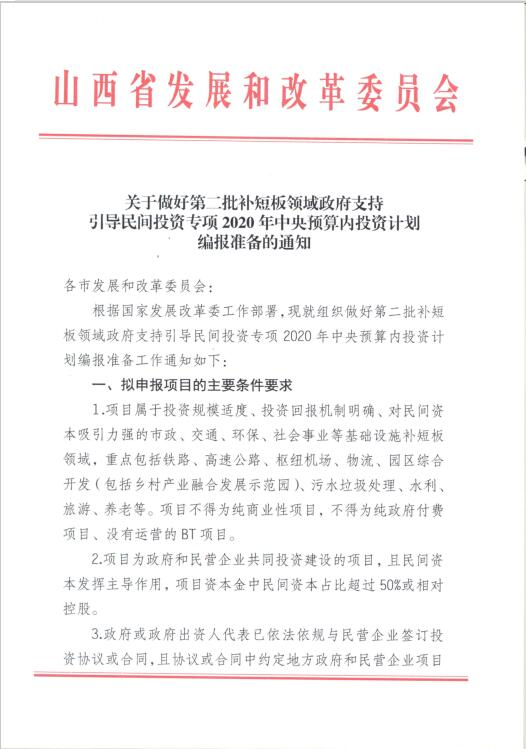 山西省发展和改革委员会
关于做好第二批补短板领域政府支持
引导民间投资专项 2020 年中央预算内投资计划
编报准备的通知
各市发展和改革委员会：
根据国家发展改革委工作部署，现就组织做好第二批补短
板领域政府支持引导民间投资专项 2020 年中央预算内投资计
划编报准备工作通知如下：
一、拟申报项目的主要条件要求
1.项目属于投资规模适度、投资回报机制明确、对民间资
本吸引力强的市政、交通、环保、社会事业等基础设施补短板
领域，重点包括铁路、高速公路、枢纽机场、物流、园区综合
开发（包括乡村产业融合发展示范园）、污水垃圾处理、水利、
旅游、养老等。项目不得为纯商业性项目，不得为纯政府付费
项目、没有运营的 BT 项目。
2.项目为政府和民营企业共同投资建设的项目，且民间资
本发挥主导作用，项目资本金中民间资本占比超过 50%或相对
控股。
3.政府或政府出资人代表已依法依规与民营企业签订投
资协议或合同，且协议或合同中约定地方政府和民营企业项目